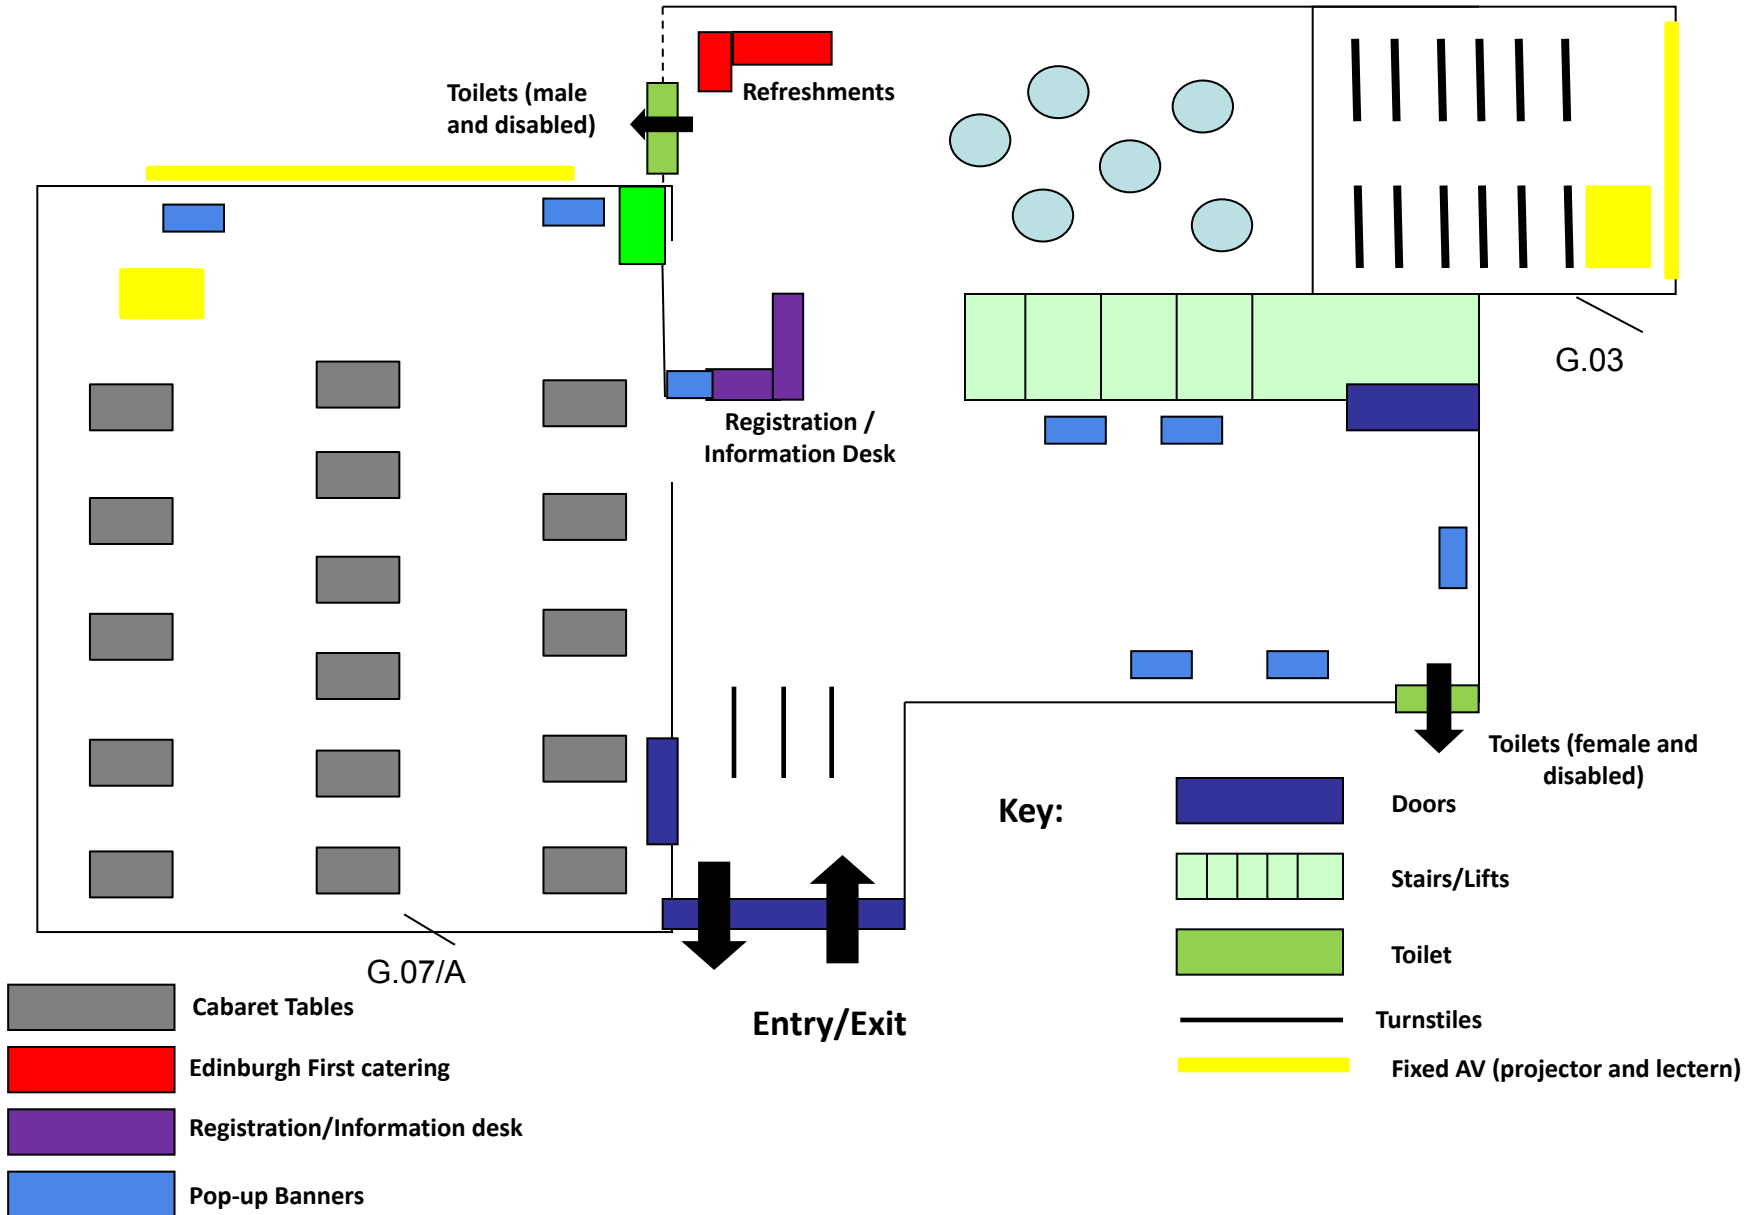 Toilets (male
and disabled)
Refreshments
G.03
Registration /
Information Desk
Toilets (female and
disabled)
Key:
Doors
Stairs/Lifts
Toilet
Turnstiles
Fixed AV (projector and lectern)
G.07/A
Entry/Exit
Cabaret Tables
Edinburgh First catering
Registration/Information desk
Pop-up Banners